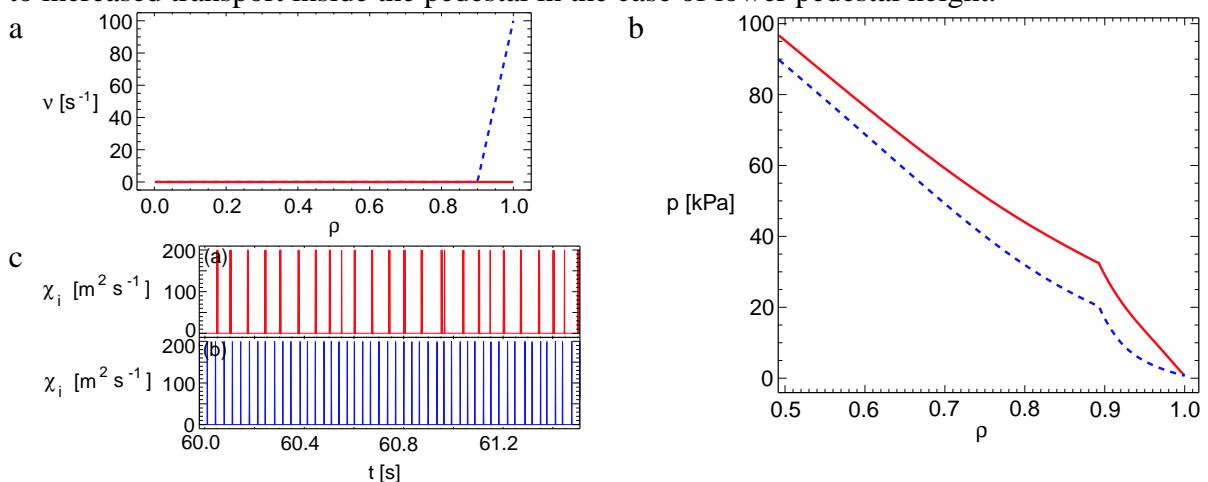 to increased transport inside the pedestal in the case of lower pedestal height.
a
100
80
60
ν [s⁻¹]
40
20
0
0.0 0.2 0.4 0.6 0.8 1.0
ρ
b
100
80
60
p [kPa]
40
20
0
0.5 0.6 0.7 0.8 0.9 1.0
ρ
c
200
(a)
χᵢ [m² s⁻¹]
100
0
200
(b)
χᵢ [m² s⁻¹]
100
0
60.0 60.4 60.8 61.2
t [s]